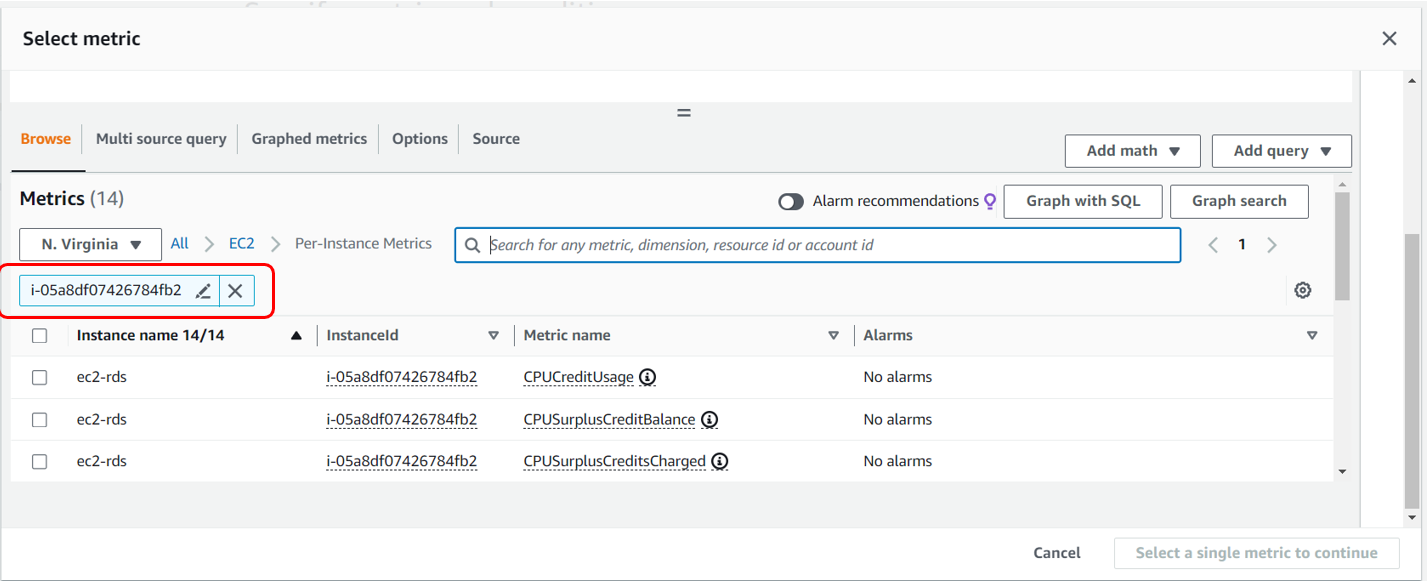 Select metric
Browse Multi source query Graphed metrics Options Source
Add math Add query
Metrics (14) Alarm recommendations Graph with SQL Graph search
N. Virginia All EC2 Per-Instance Metrics Search for any metric, dimension, resource id or account id 1
i-05a8df07426784fb2
Instance name 14/14 InstanceId Metric name Alarms
ec2-rds i-05a8df07426784fb2 CPUCreditUsage No alarms
ec2-rds i-05a8df07426784fb2 CPUSurplusCreditBalance No alarms
ec2-rds i-05a8df07426784fb2 CPUSurplusCreditsCharged No alarms
Cancel Select a single metric to continue